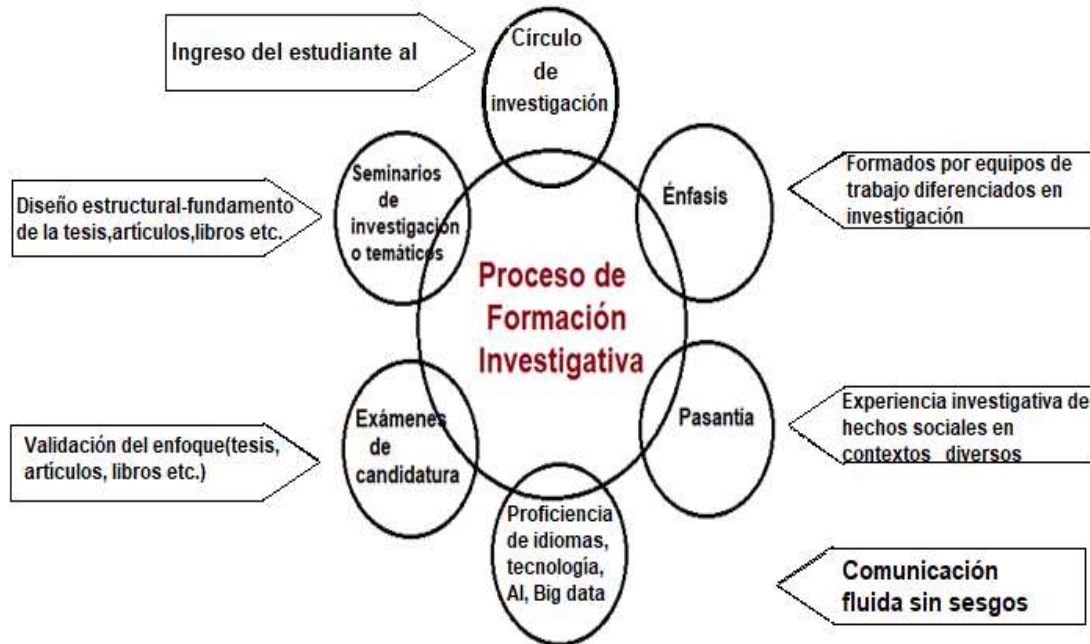 Ingreso del estudiante al
Círculo
de
investigación
Seminarios
de
investigación
o temáticos
Énfasis
Formados por equipos de
trabajo diferenciados en
investigación
Diseño estructural-fundamento
de la tesis,artículos,libros etc.
Proceso de
Formación
Investigativa
Exámenes
de
candidatura
Pasantía
Experiencia investigativa de
hechos sociales en
contextos diversos
Validación del enfoque(tesis,
artículos, libros etc.)
Proficiencia
de idiomas,
tecnología,
AI, Big data
Comunicación
fluida sin sesgos